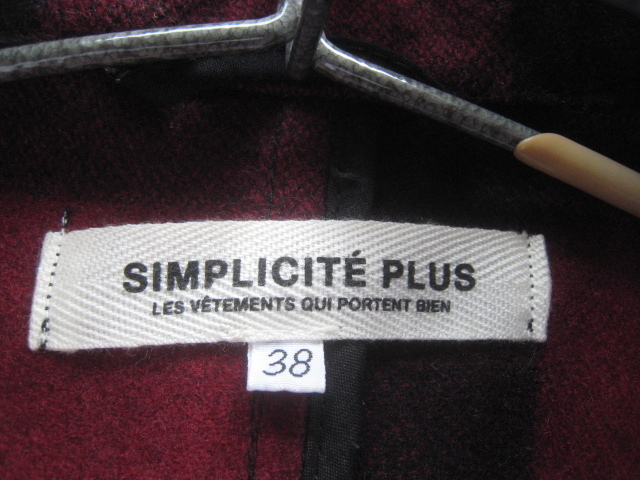 SIMPLICITÉ PLUS
LES VÊTEMENTS QUI PORTENT BIEN
38